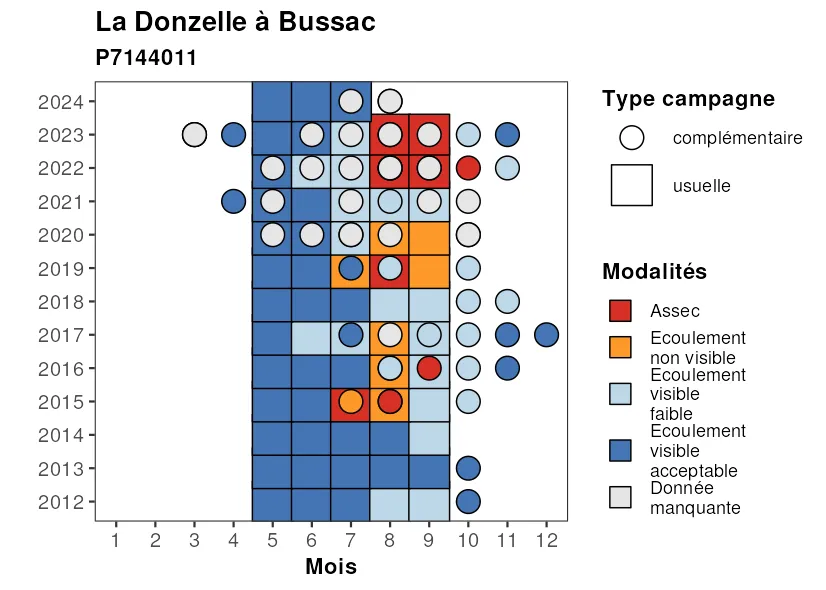 La Donzelle à Bussac
P7144011
2024
2023
2022
2021
2020
2019
2018
2017
2016
2015
2014
2013
2012
1 2 3 4 5 6 7 8 9 10 11 12
Mois
Type campagne
complémentaire
usuelle
Modalités
Assec
Ecoulement
non visible
Ecoulement
visible
faible
Ecoulement
visible
acceptable
Donnée
manquante